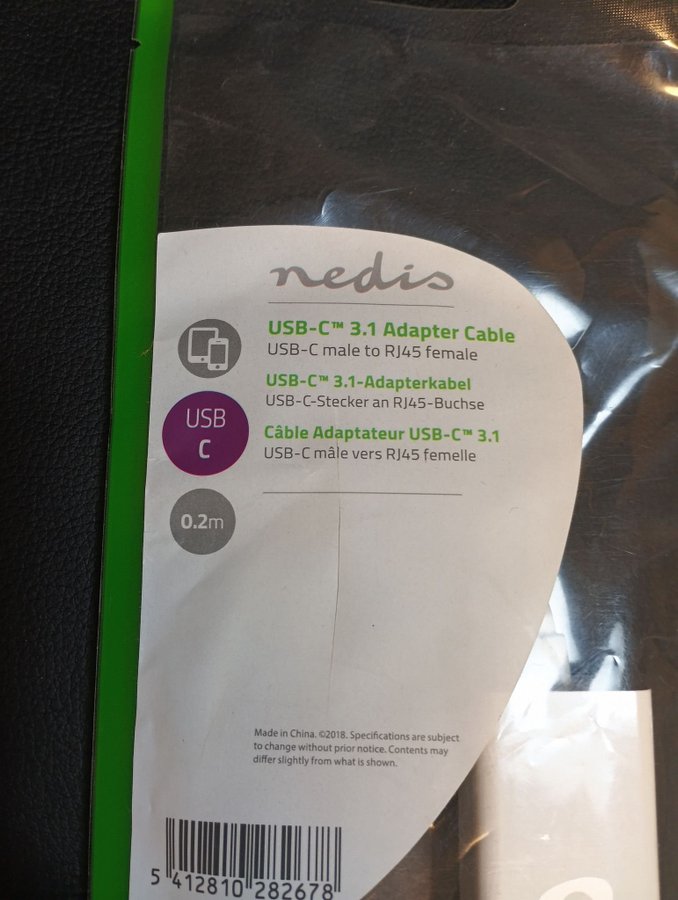 nedis
USB-C™ 3.1 Adapter Cable
USB-C male to RJ45 female
USB-C™ 3.1-Adapterkabel
USB-C-Stecker an RJ45-Buchse
USB
C
Câble Adaptateur USB-C™ 3.1
USB-C mâle vers RJ45 femelle
0.2m
Made in China. ©2018. Specifications are subject
to change without prior notice. Contents may
differ slightly from what is shown.
5 412810 282678